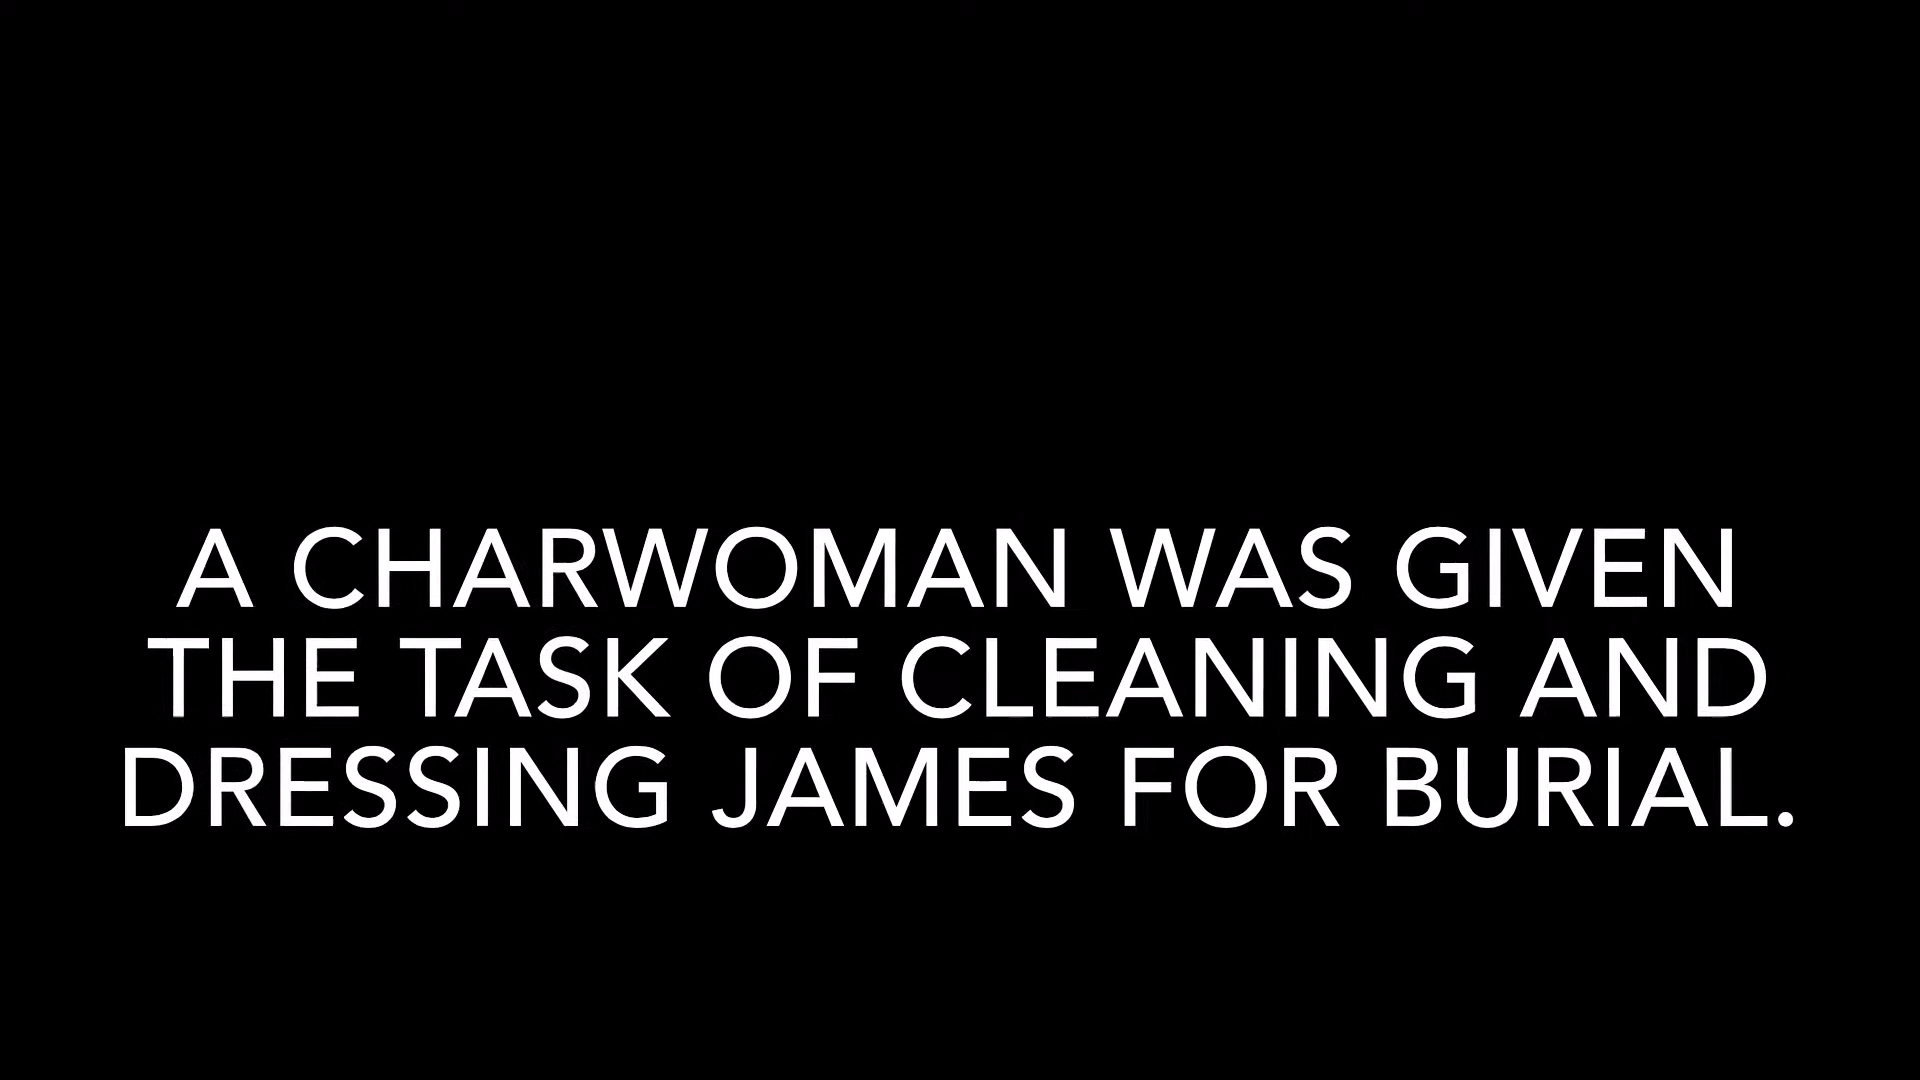 A CHARWOMAN WAS GIVEN
THE TASK OF CLEANING AND
DRESSING JAMES FOR BURIAL.